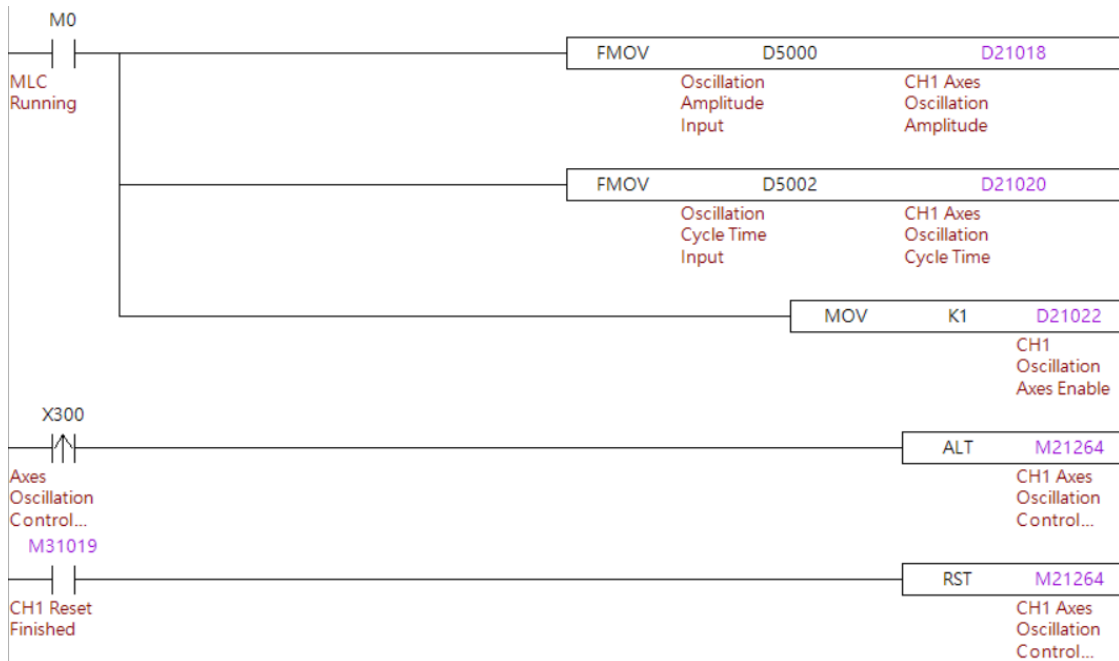 M0
FMOV D5000 D21018
MLC
Running
Oscillation
Amplitude
Input
CH1 Axes
Oscillation
Amplitude
FMOV D5002 D21020
Oscillation
Cycle Time
Input
CH1 Axes
Oscillation
Cycle Time
MOV K1 D21022
CH1
Oscillation
Axes Enable
X300
ALT M21264
Axes
Oscillation
Control...
CH1 Axes
Oscillation
Control...
M31019
RST M21264
CH1 Reset
Finished
CH1 Axes
Oscillation
Control...